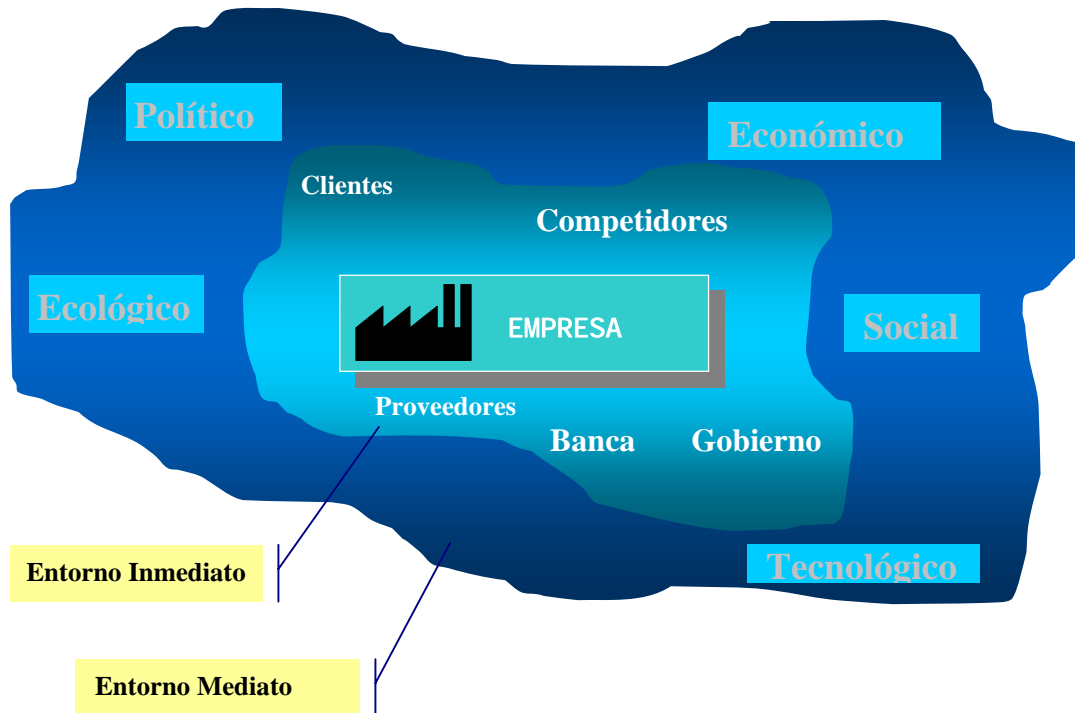 Político
Económico
Clientes
Competidores
Ecológico
EMPRESA
Social
Proveedores
Banca
Gobierno
Entorno Inmediato
Tecnológico
Entorno Mediato